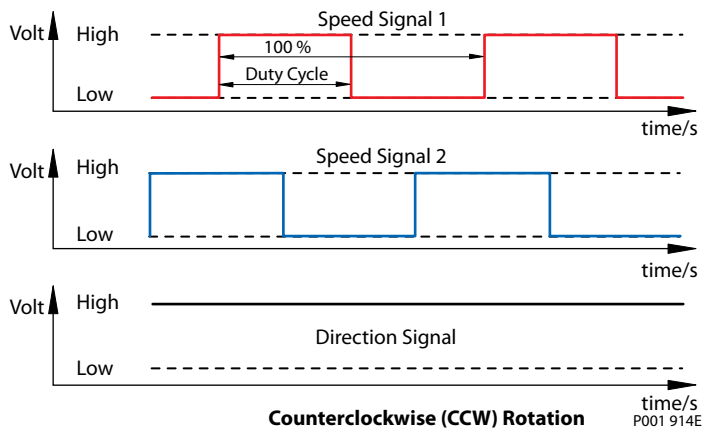 Speed Signal 1
Volt
High
100 %
Duty Cycle
Low
time/s
Speed Signal 2
Volt
High
Low
time/s
Volt
High
Direction Signal
Low
time/s
Counterclockwise (CCW) Rotation
P001 914E